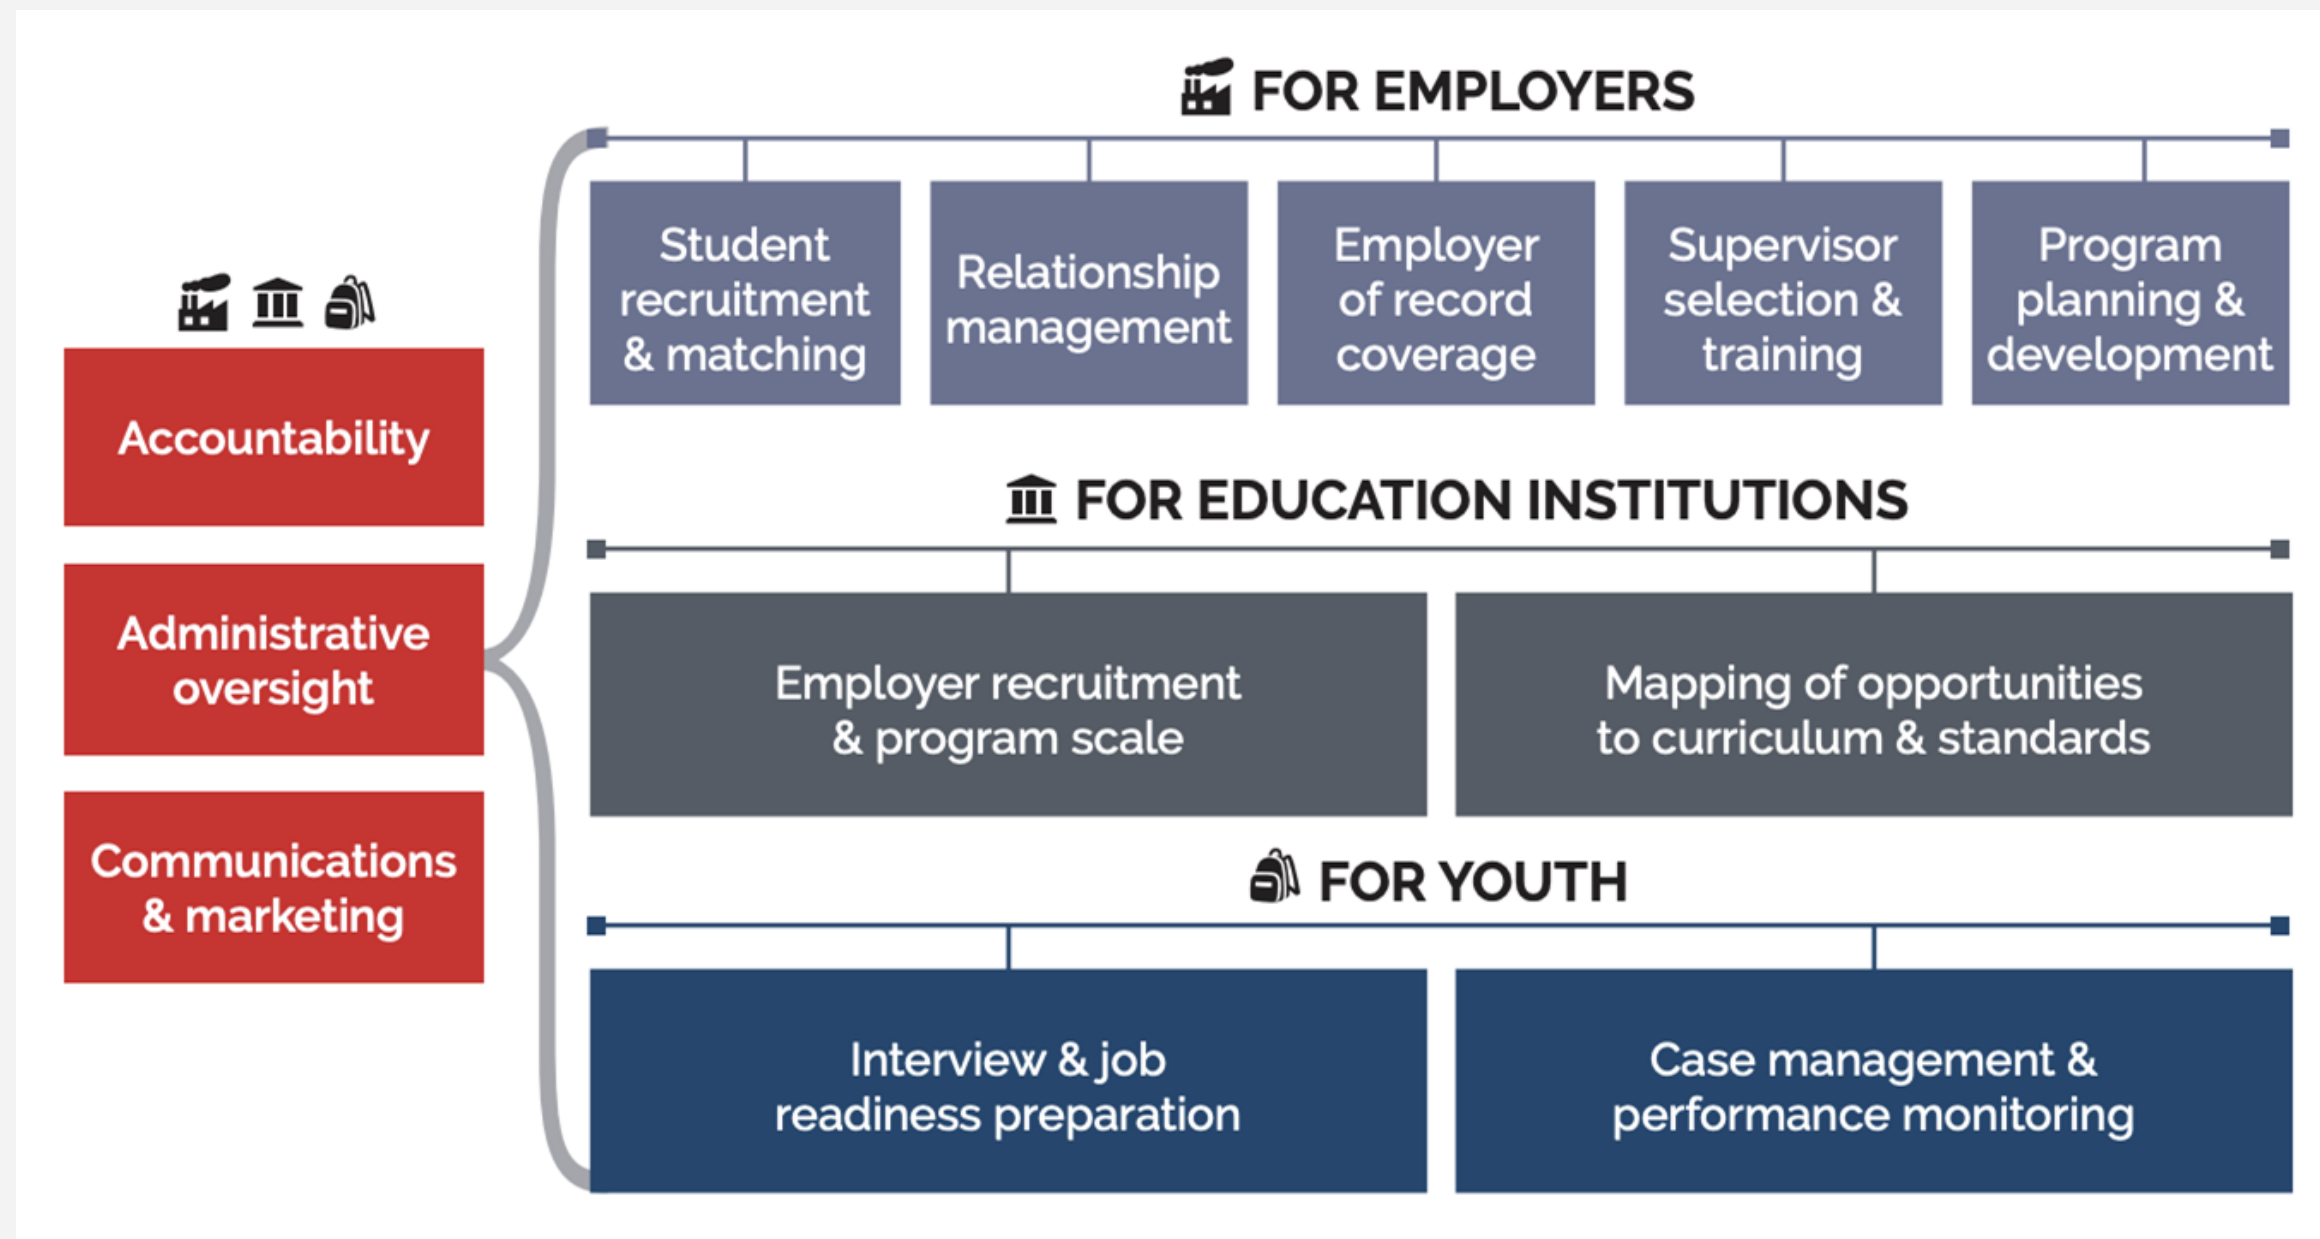 FOR EMPLOYERS
Student
recruitment
& matching
Relationship
management
Employer
of record
coverage
Supervisor
selection &
training
Program
planning &
development
Accountability
Administrative
oversight
Communications
& marketing
FOR EDUCATION INSTITUTIONS
Employer recruitment
& program scale
Mapping of opportunities
to curriculum & standards
FOR YOUTH
Interview & job
readiness preparation
Case management &
performance monitoring